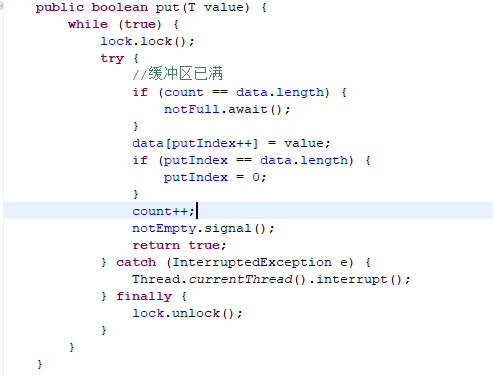 public boolean put(T value) {
while (true) {
lock.lock();
try {
//缓冲区已满
if (count == data.length) {
notFull.await();
}
data[putIndex++] = value;
if (putIndex == data.length) {
putIndex = 0;
}
count++;
notEmpty.signal();
return true;
} catch (InterruptedException e) {
Thread.currentThread().interrupt();
} finally {
lock.unlock();
}
}
}